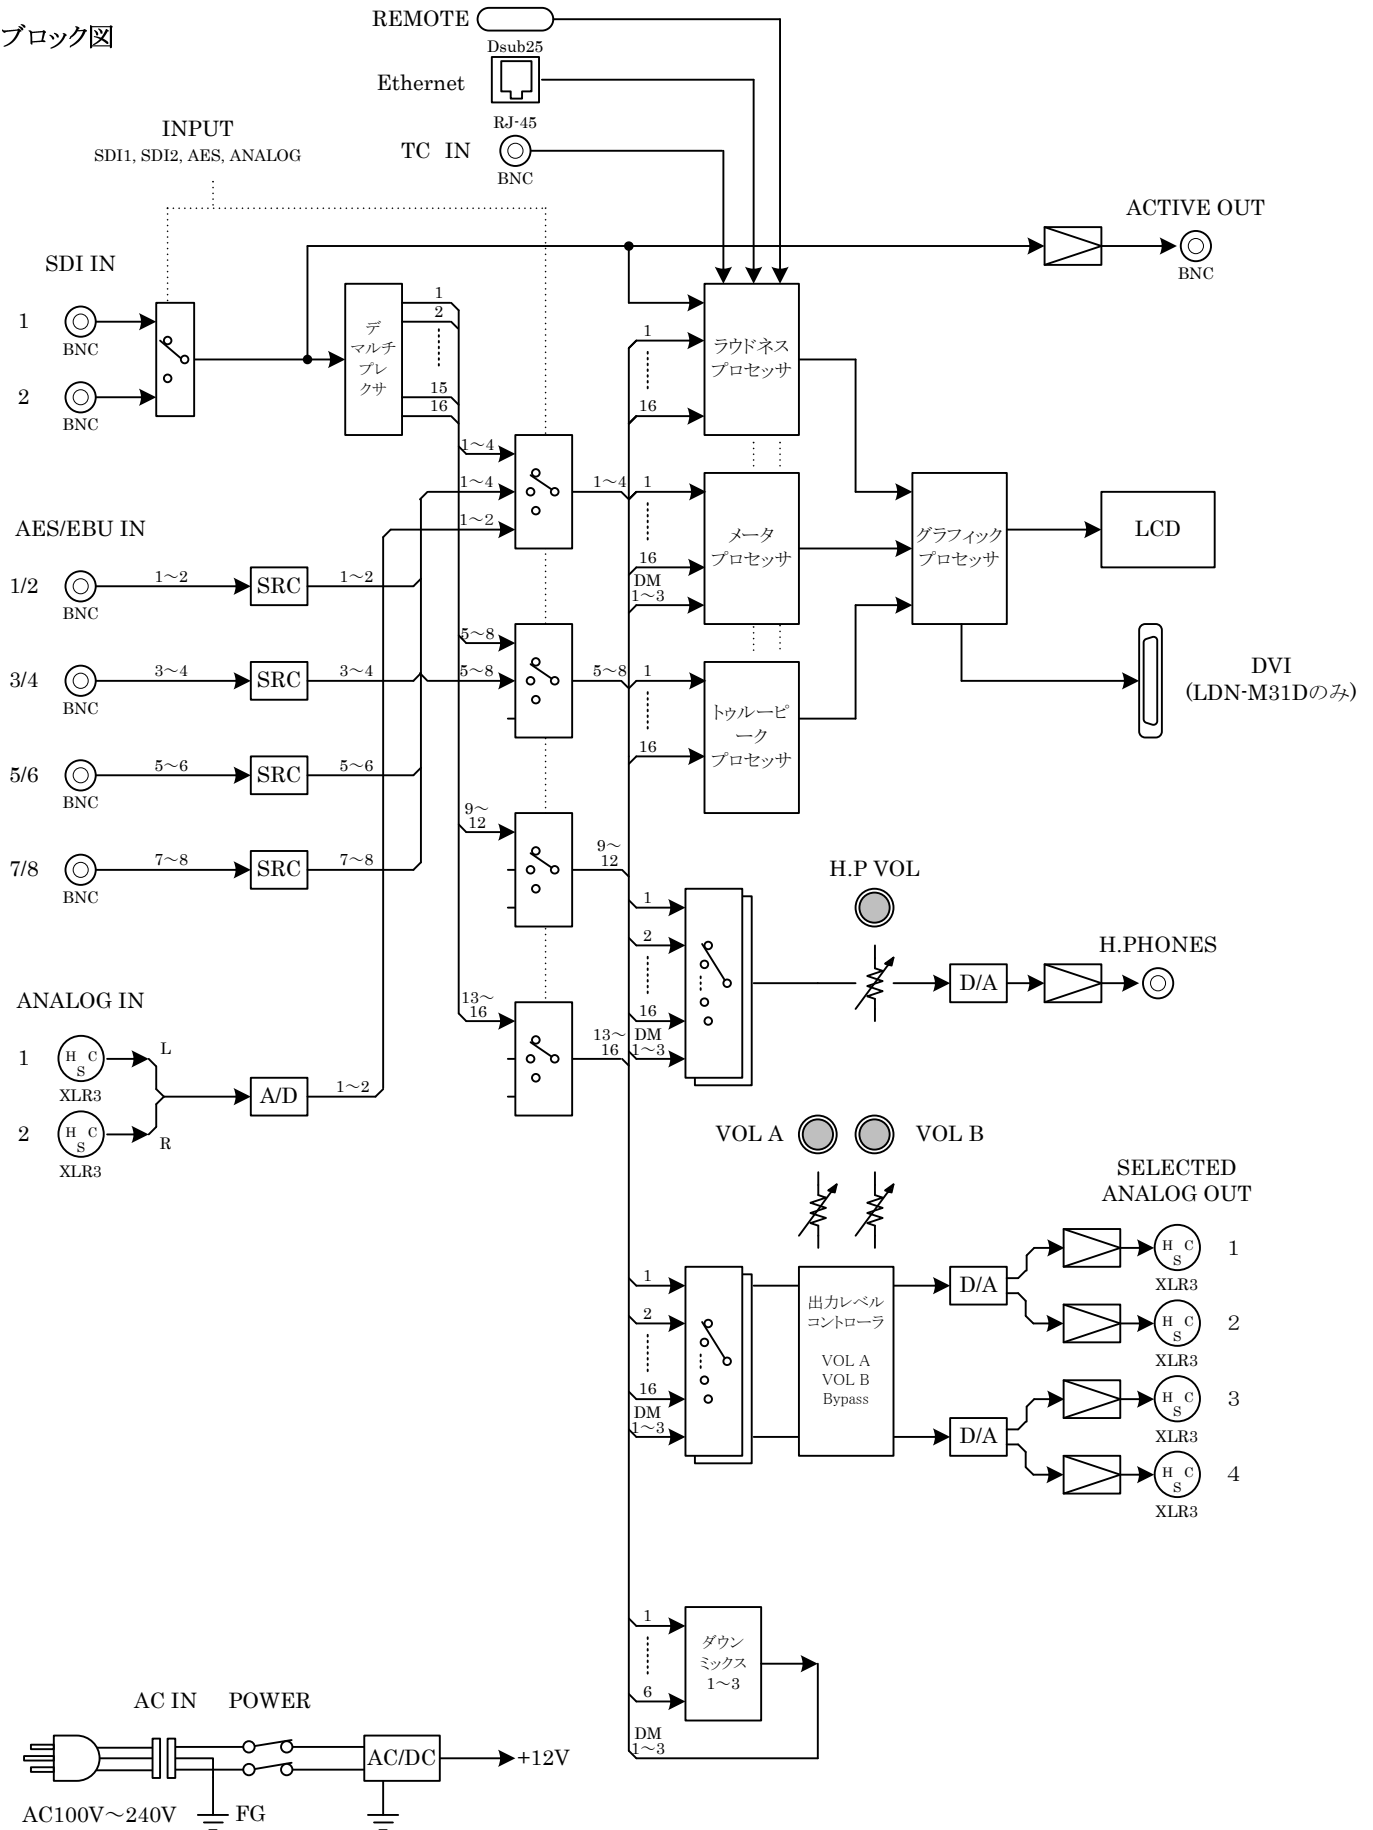 ブロック図
REMOTE
Dsub25
Ethernet
RJ-45
TC IN
BNC
INPUT
SDI1, SDI2, AES, ANALOG
ACTIVE OUT
BNC
SDI IN
1
BNC
2
BNC
デ
マルチ
プレ
クサ
1
2
15
16
1～4
1～4
1～2
5～8
5～8
9～
12
13～
16
1～4
5～8
9～
12
13～
16
AES/EBU IN
1/2
BNC
1～2
SRC
1～2
3/4
BNC
3～4
SRC
3～4
5/6
BNC
5～6
SRC
5～6
7/8
BNC
7～8
SRC
7～8
ANALOG IN
1
H C
S
XLR3
L
2
H C
S
XLR3
R
A/D
1～2
1
16
ラウドネス
プロセッサ
1
16
DM
1～3
メータ
プロセッサ
1
16
トゥルーピ
ーク
プロセッサ
グラフィック
プロセッサ
LCD
DVI
(LDN-M31Dのみ)
1
2
16
DM
1～3
H.P VOL
D/A
H.PHONES
VOL A
VOL B
1
2
16
DM
1～3
出力レベル
コントローラ
VOL A
VOL B
Bypass
D/A
D/A
SELECTED
ANALOG OUT
H C
S
XLR3
1
H C
S
XLR3
2
H C
S
XLR3
3
H C
S
XLR3
4
1
6
ダウン
ミックス
1～3
DM
1～3
AC IN
POWER
AC/DC
+12V
AC100V～240V
FG